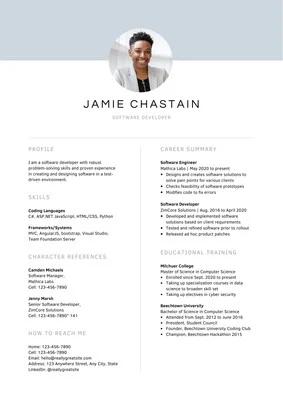 JAMIE CHASTAIN
SOFTWARE DEVELOPER
PROFILE
I am a software developer with robust
problem-solving skills and proven experience
in creating and designing software in a test-
driven environment.
SKILLS
Coding Languages
C#, ASP.NET JavaScript, HTML/CSS, Python
Frameworks/Systems
MVC, AngularJS, bootstrap, Visual Studio,
Team Foundation Server
CHARACTER REFERENCES
Camden Michaels
Software Manager,
Mathica Labs
Cell: 123-456-7890
Jenny Marsh
Senior Software Developer,
ZimCore Solutions
Cell: 123-456-7890" 141
HOW TO REACH ME
Home: 123-456-7890
Cell: 123-456-7890
Email: hello@reallygreatsite.com
Address: 123 Anywhere Street, Any City, State
LinkedIn: @reallygreatsite
CAREER SUMMARY
Software Engineer
Mathica Labs | May 2020 to present
• Designs and creates software solutions to
solve pain points for various clients
• Checks feasibility of software prototypes
• Modifies code to fix errors
Software Developer
ZimCore Solutions | Aug. 2016 to April 2020
• Developed and implemented software
solutions based on client requirements
• Tested and refined software prior to rollout
• Released ad hoc product patches
EDUCATIONAL TRAINING
Milchuer College
Master of Science in Computer Science
• Enrolled since Sept. 2020 to present
• Taking up specialization courses in data
science to broaden skill set
• Taking up electives in cyber security
Beechtown University
Bachelor of Science in Computer Science
• Attended from Sept. 2012 to June 2016
• President, Student Council
• Founder, Beechtown University Coding Club
• Champion, Beechtown Hackathon 2015